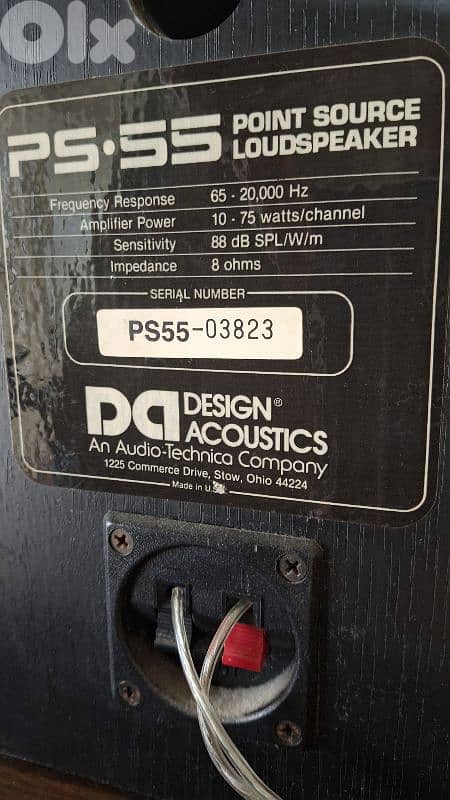 OLX
PS•55 POINT SOURCE
LOUDSPEAKER
Frequency Response 65 - 20,000 Hz
Amplifier Power 10 - 75 watts/channel
Sensitivity 88 dB SPL/W/m
Impedance 8 ohms
SERIAL NUMBER
PS55-03823
DA DESIGN®
ACOUSTICS
An Audio-Technica Company
1225 Commerce Drive, Stow, Ohio 44224
Made in U.S.